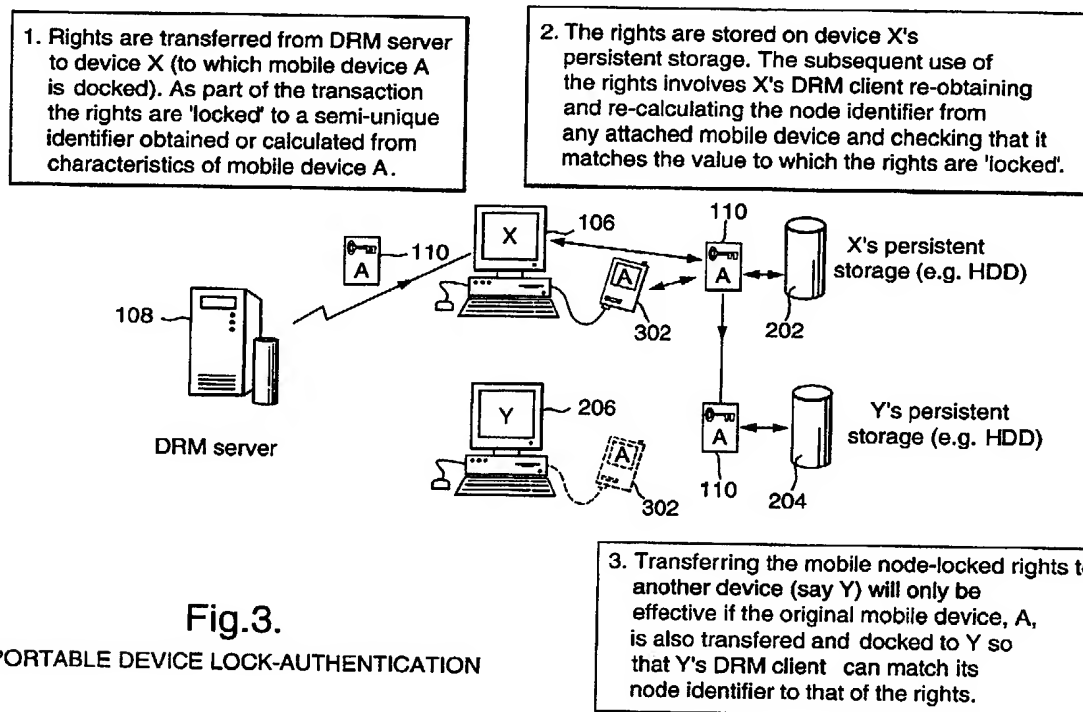 1. Rights are transferred from DRM server
to device X (to which mobile device A
is docked). As part of the transaction
the rights are 'locked' to a semi-unique
identifier obtained or calculated from
characteristics of mobile device A.
2. The rights are stored on device X's
persistent storage. The subsequent use of
the rights involves X's DRM client re-obtaining
and re-calculating the node identifier from
any attached mobile device and checking that it
matches the value to which the rights are 'locked'.
110
A
X
106
A
302
110
A
X's persistent
storage (e.g. HDD)
202
108
DRM server
Y
206
A
302
A
110
Y's persistent
storage (e.g. HDD)
204
3. Transferring the mobile node-locked rights t
another device (say Y) will only be
effective if the original mobile device, A,
is also transfered and docked to Y so
that Y's DRM client can match its
node identifier to that of the rights.
Fig.3.
PORTABLE DEVICE LOCK-AUTHENTICATION